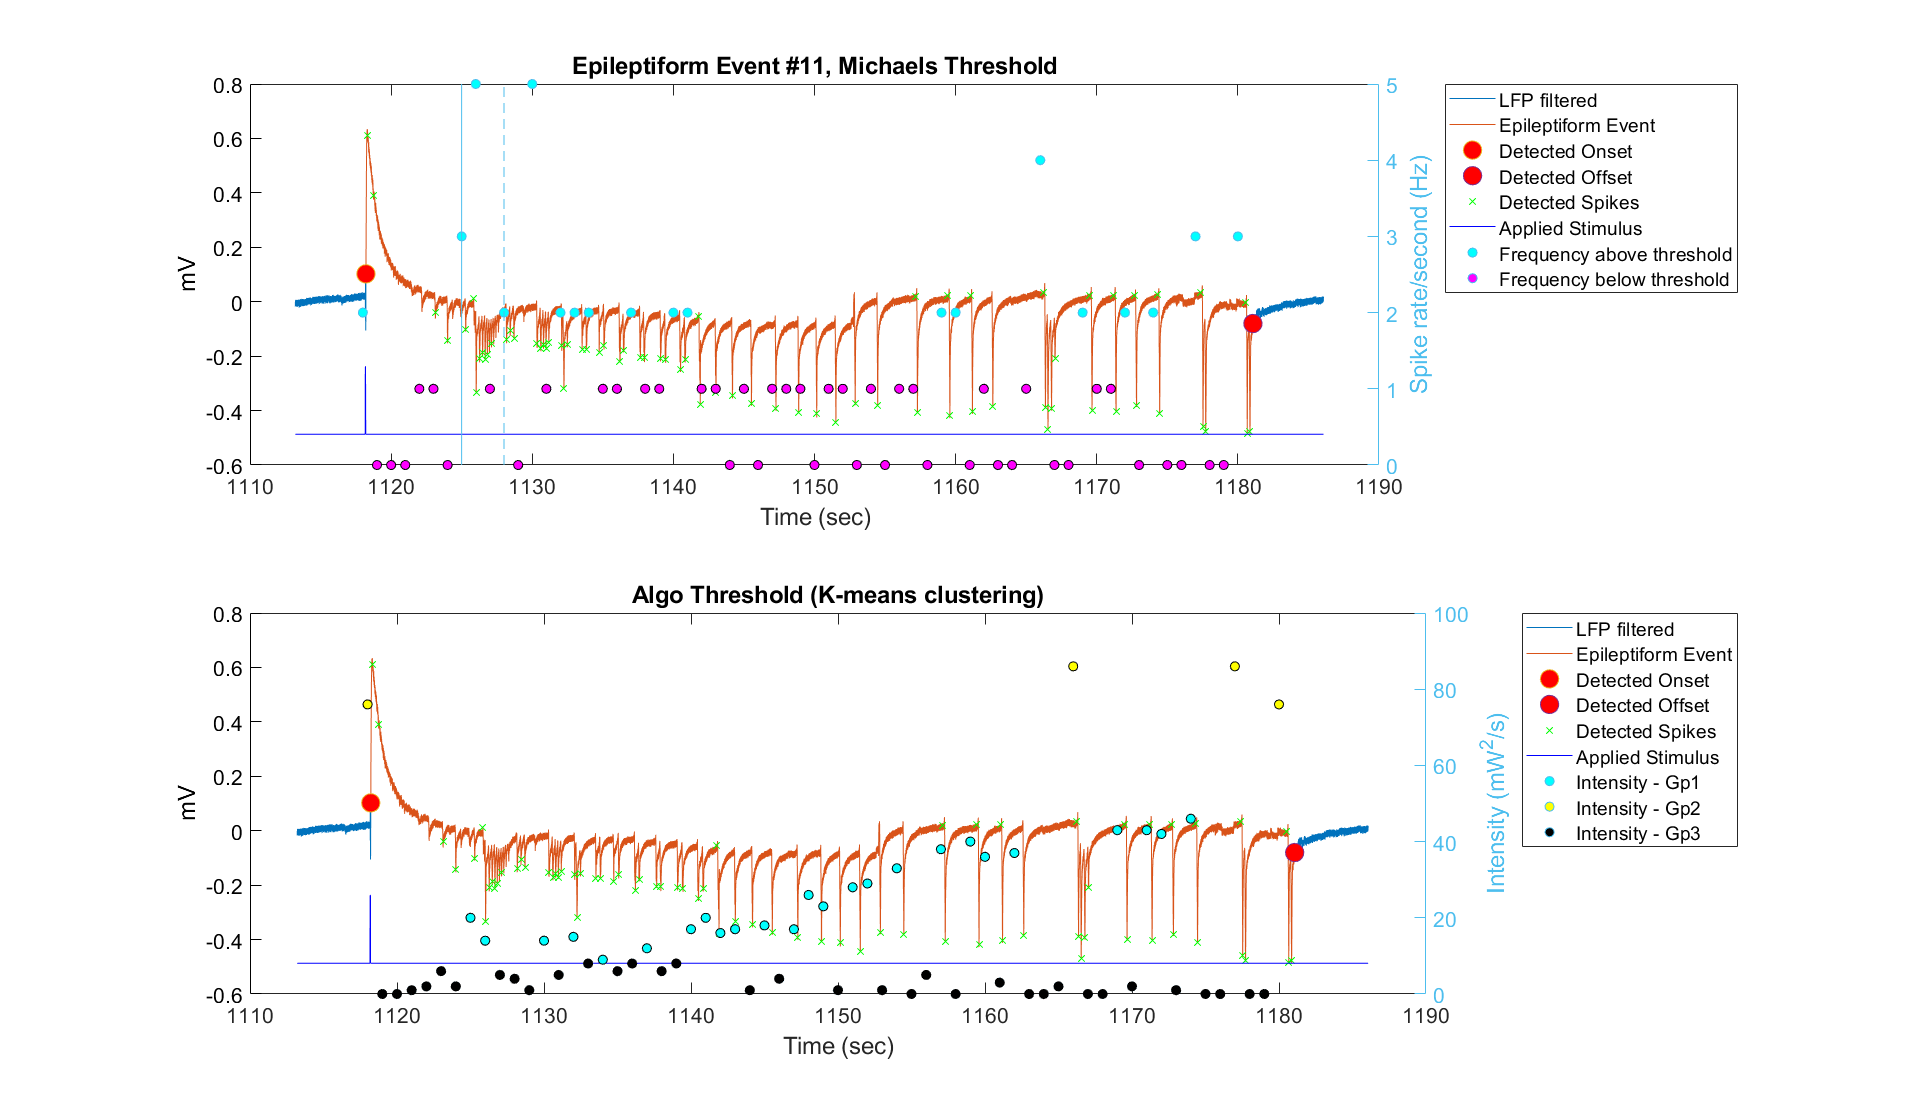 Epileptiform Event #11, Michaels Threshold
0.8
0.6
0.4
0.2
0
-0.2
-0.4
-0.6
mV
1110 1120 1130 1140 1150 1160 1170 1180 1190
Time (sec)
5
4
3
2
1
0
Spike rate/second (Hz)
LFP filtered
Epileptiform Event
Detected Onset
Detected Offset
Detected Spikes
Applied Stimulus
Frequency above threshold
Frequency below threshold
Algo Threshold (K-means clustering)
0.8
0.6
0.4
0.2
0
-0.2
-0.4
-0.6
mV
1110 1120 1130 1140 1150 1160 1170 1180 1190
Time (sec)
100
80
60
40
20
0
Intensity (mW²/s)
LFP filtered
Epileptiform Event
Detected Onset
Detected Offset
Detected Spikes
Applied Stimulus
Intensity - Gp1
Intensity - Gp2
Intensity - Gp3